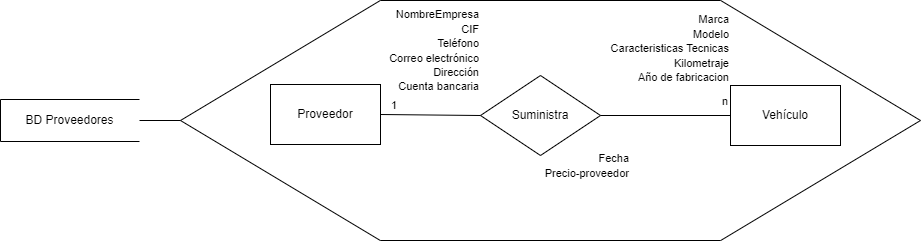 BD Proveedores
NombreEmpresa
CIF
Teléfono
Correo electrónico
Dirección
Cuenta bancaria
Proveedor
1
Suministra
Fecha
Precio-proveedor
Marca
Modelo
Caracteristicas Tecnicas
Kilometraje
Año de fabricacion
n
Vehículo